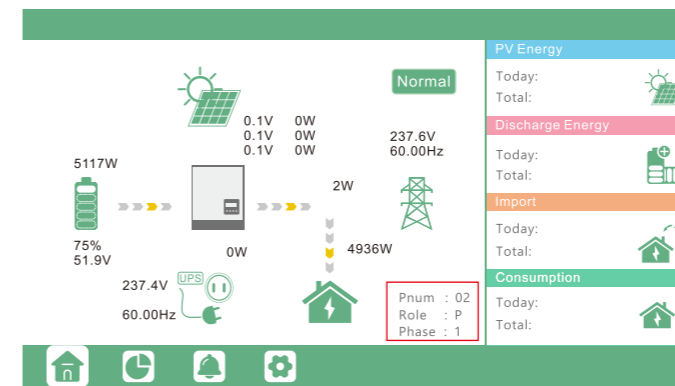 Normal
0.1V 0W
0.1V 0W
0.1V 0W
237.6V
60.00Hz
5117W
2W
75%
51.9V
0W
4936W
237.4V
UPS
60.00Hz
Pnum : 02
Role : P
Phase : 1
PV Energy
Today:
Total:
Discharge Energy
Today:
Total:
Import
Today:
Total:
Consumption
Today:
Total: